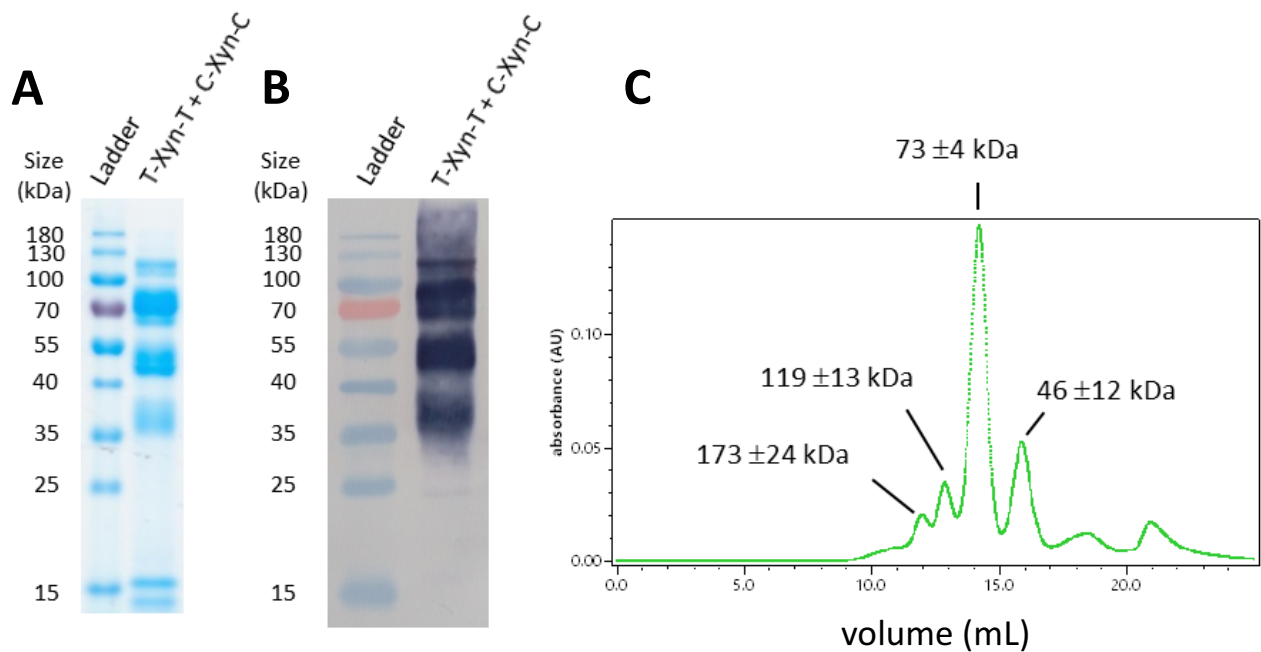 A
Size
(kDa)
Ladder
T-Xyn-T + C-Xyn-C
180
130
100
70
55
40
35
25
15
B
Size
(kDa)
Ladder
T-Xyn-T + C-Xyn-C
180
130
100
70
55
40
35
25
15
C
73 ±4 kDa
119 ±13 kDa
46 ±12 kDa
173 ±24 kDa
absorbance (AU)
0.10
0.05
0.00
0.0 5.0 10.0 15.0 20.0
volume (mL)